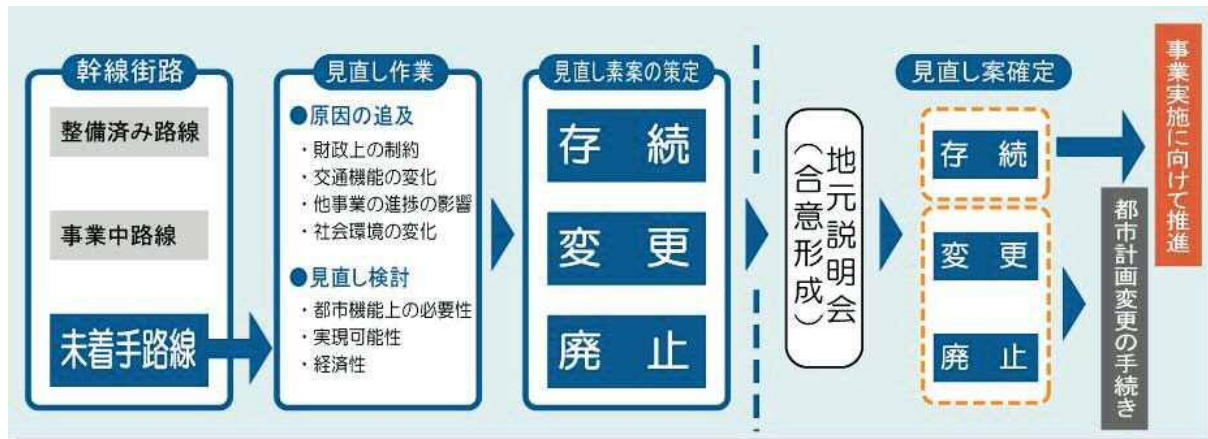 幹線街路
整備済み路線
事業中路線
未着手路線
見直し作業
●原因の追及
・財政上の制約
・交通機能の変化
・他事業の進捗の影響
・社会環境の変化
●見直し検討
・都市機能上の必要性
・実現可能性
・経済性
見直し素案の策定
存続
変更
廃止
地元説明会
（合意形成）
見直し案確定
存続
変更
廃止
事業実施に向けて推進
都市計画変更の手続き